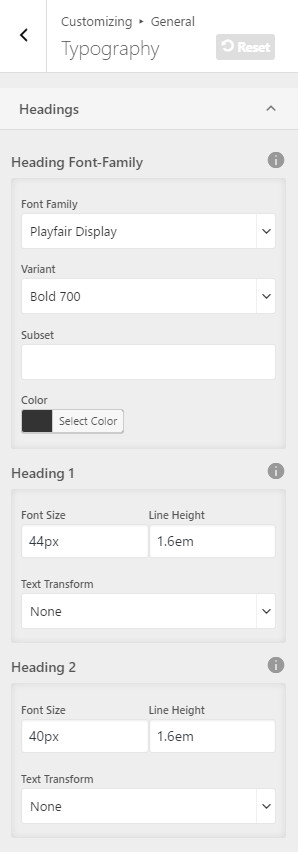 Customizing ▸ General
Typography
Reset
Headings
Heading Font-Family
Font Family
Playfair Display
Variant
Bold 700
Subset
Color
Select Color
Heading 1
Font Size Line Height
44px 1.6em
Text Transform
None
Heading 2
Font Size Line Height
40px 1.6em
Text Transform
None